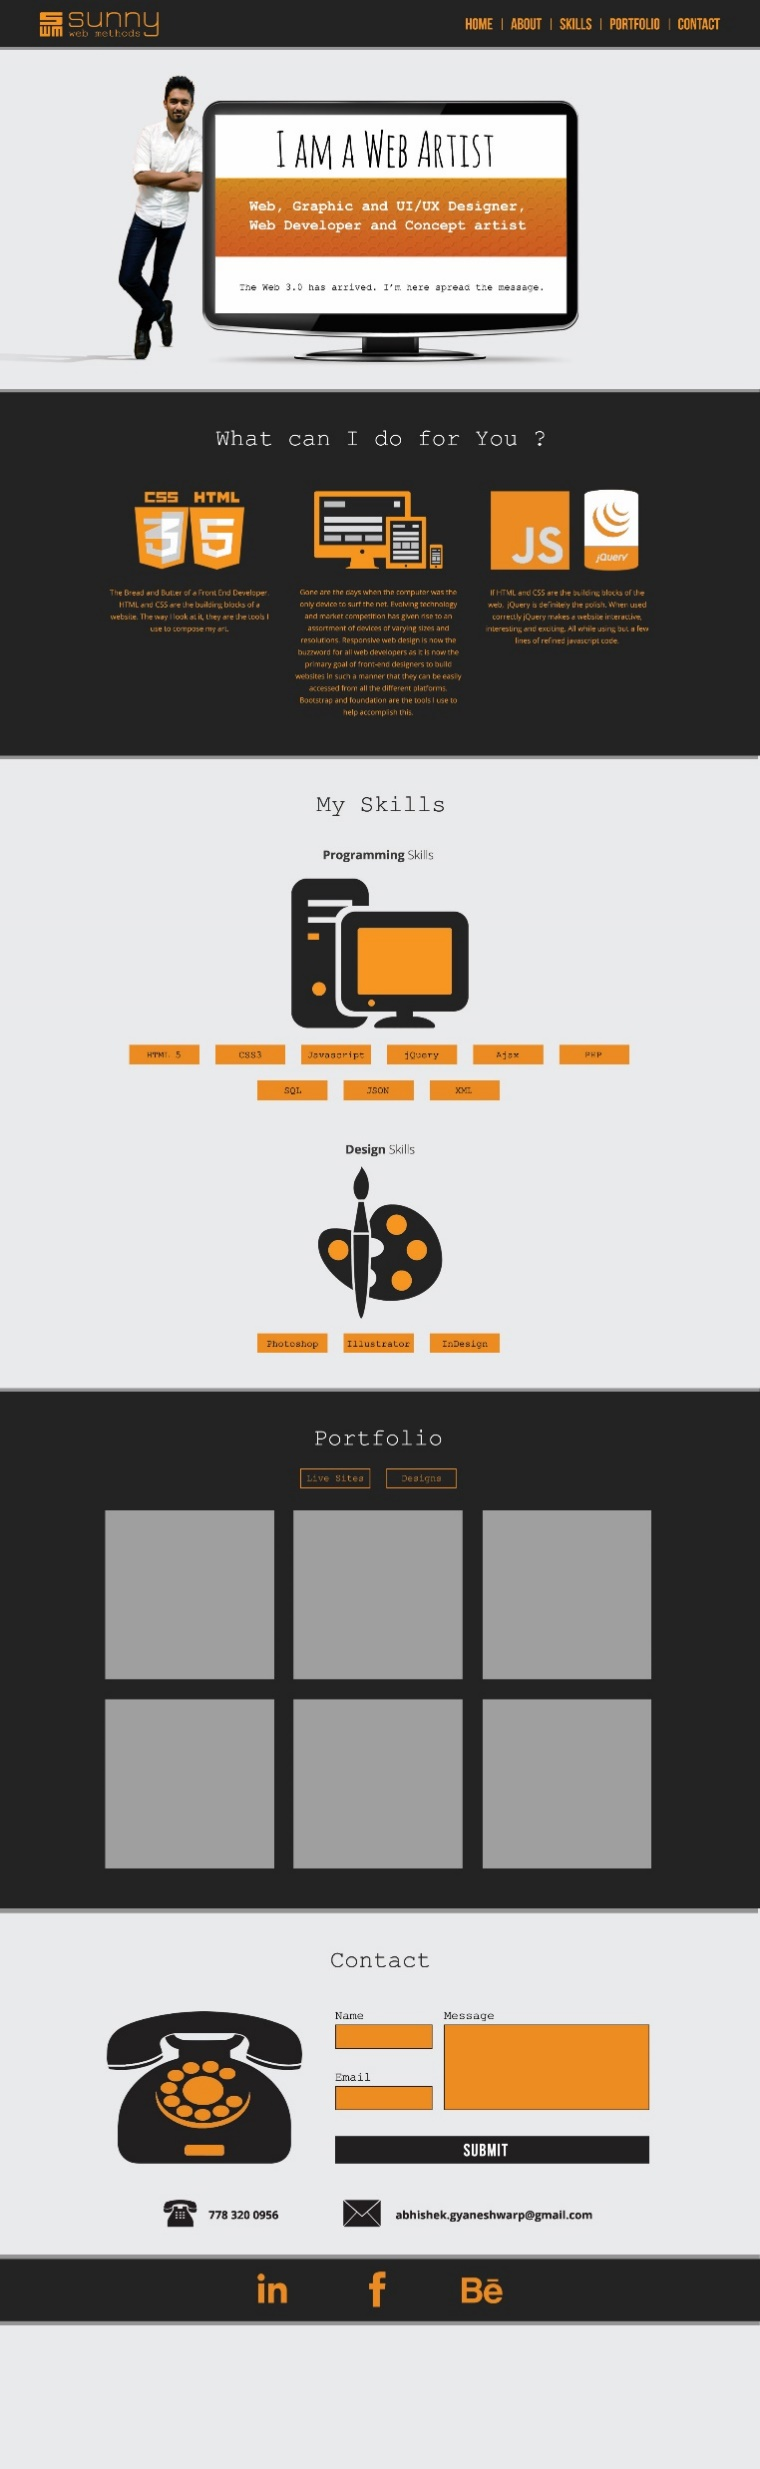 sunny
web methods
HOME | ABOUT | SKILLS | PORTFOLIO | CONTACT
I AM A WEB ARTIST
Web, Graphic and UI/UX Designer,
Web Developer and Concept artist
The Web 3.0 has arrived. I'm here spread the message.
What can I do for You ?
CSS HTML
3 5
JS
jQuery
The Bread and Butter of a Front End Developer.
HTML and CSS are the building blocks of a
website. The way I look at it, they are the tools I
use to compose my art.
Gone are the days when the computer was the
only device to surf the net. Evolving technology
and market competition has given rise to an
assortment of devices of varying sizes and
resolutions. Responsive web design is now the
buzzword for all web developers as it is now the
primary goal of front-end designers to build
websites in such a manner that they can be easily
accessed from all the different platforms.
Bootstrap and foundation are the tools I use to
help accomplish this.
If HTML and CSS are the building blocks of the
web, jQuery is definitely the polish. When used
correctly jQuery makes a website interactive,
interesting and exciting. All while using but a few
lines of refined javascript code.
My Skills
Programming Skills
HTML 5
CSS3
Javascript
jQuery
Ajax
PHP
SQL
JSON
XML
Design Skills
Photoshop
Illustrator
InDesign
Portfolio
Live Sites
Designs
Contact
Name
Message
Email
SUBMIT
778 320 0956
abhishek.gyaneshwarp@gmail.com
in
f
Bē